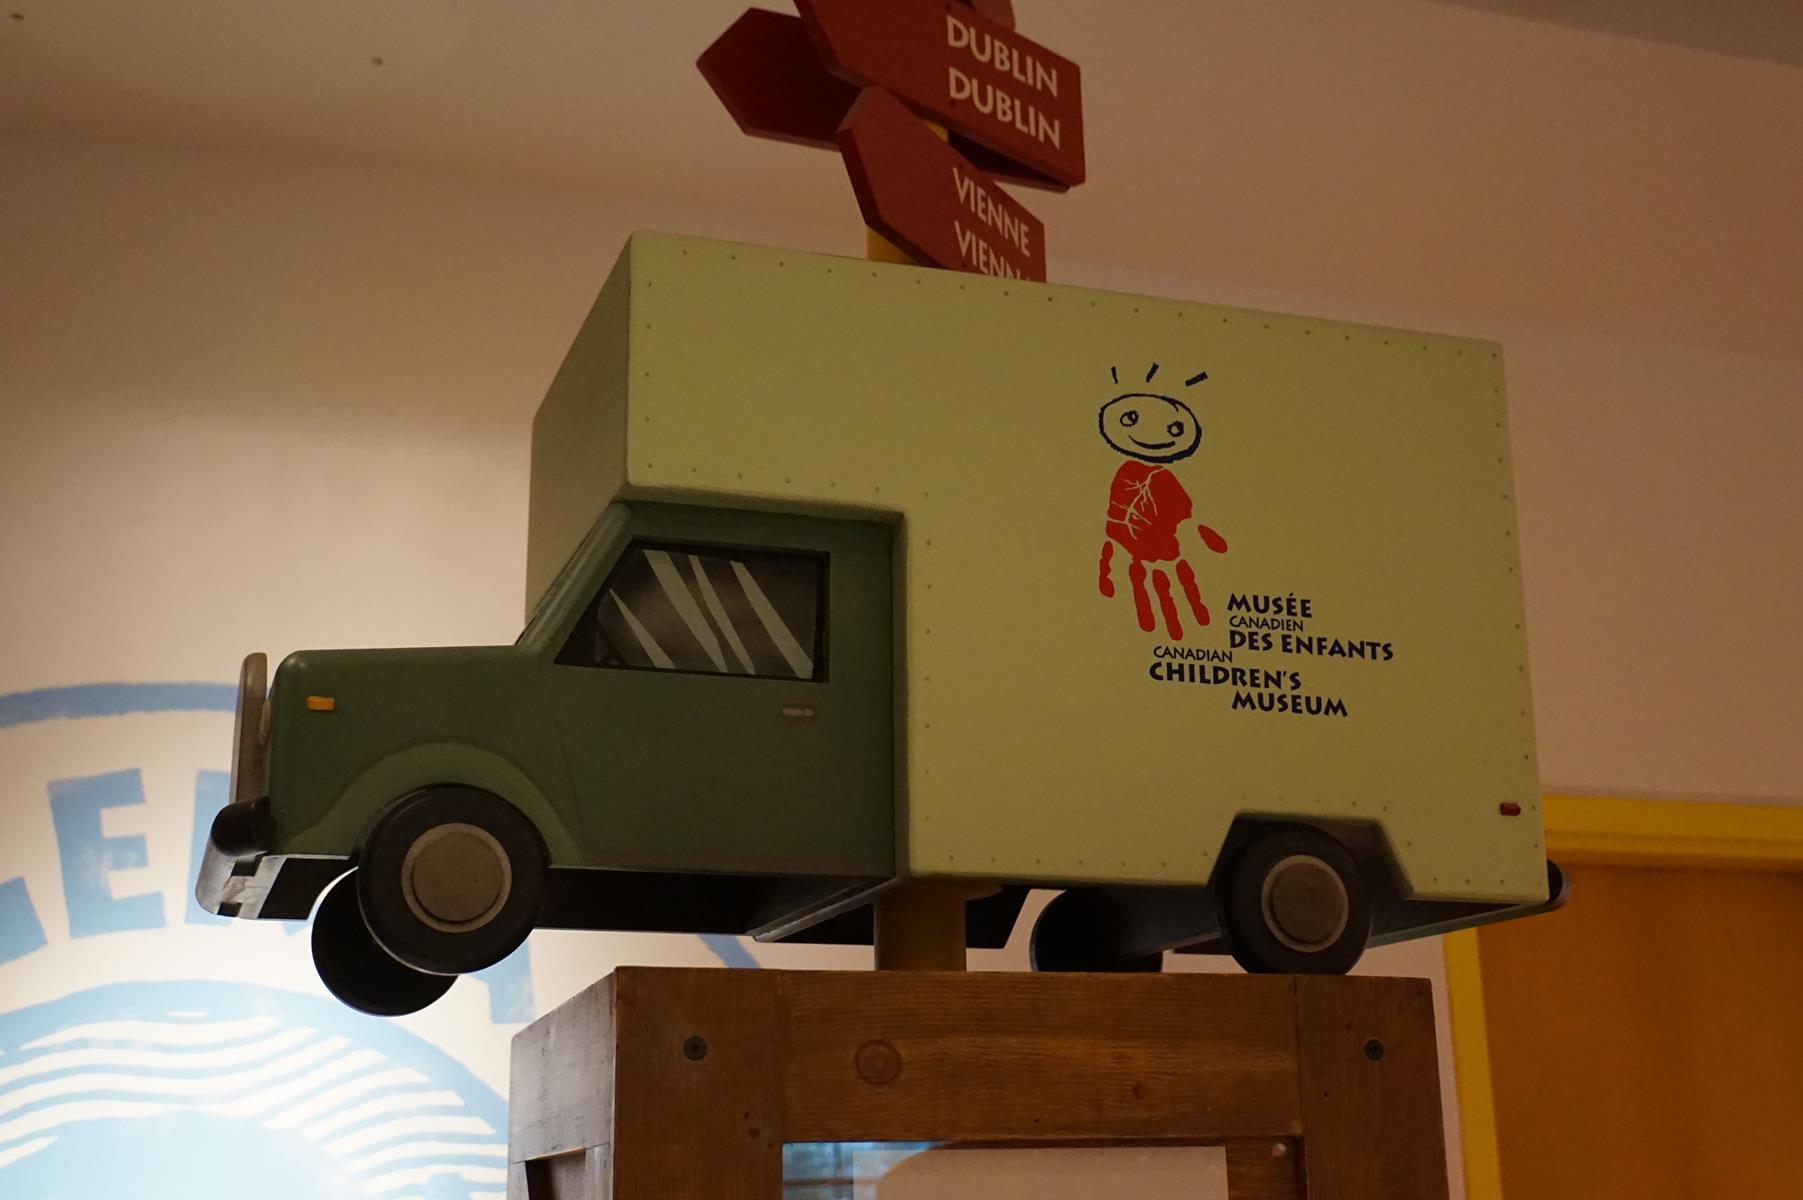 DUBLIN
DUBLIN
VIENNE
MUSÉE
CANADIEN
DES ENFANTS
CANADIAN
CHILDREN'S
MUSEUM